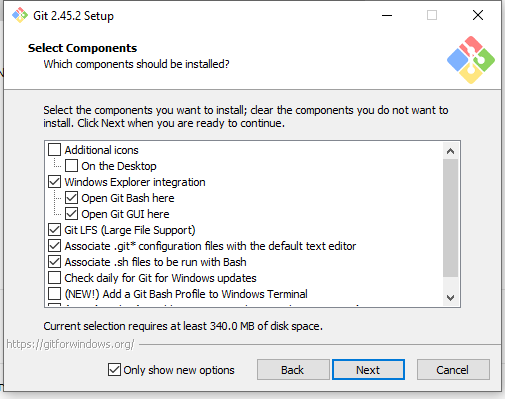 Git 2.45.2 Setup
Select Components
Which components should be installed?
Select the components you want to install; clear the components you do not want to
install. Click Next when you are ready to continue.
Additional icons
On the Desktop
Windows Explorer integration
Open Git Bash here
Open Git GUI here
Git LFS (Large File Support)
Associate .git* configuration files with the default text editor
Associate .sh files to be run with Bash
Check daily for Git for Windows updates
(NEW!) Add a Git Bash Profile to Windows Terminal
Current selection requires at least 340.0 MB of disk space.
https://gitforwindows.org/
Only show new options
Back
Next
Cancel